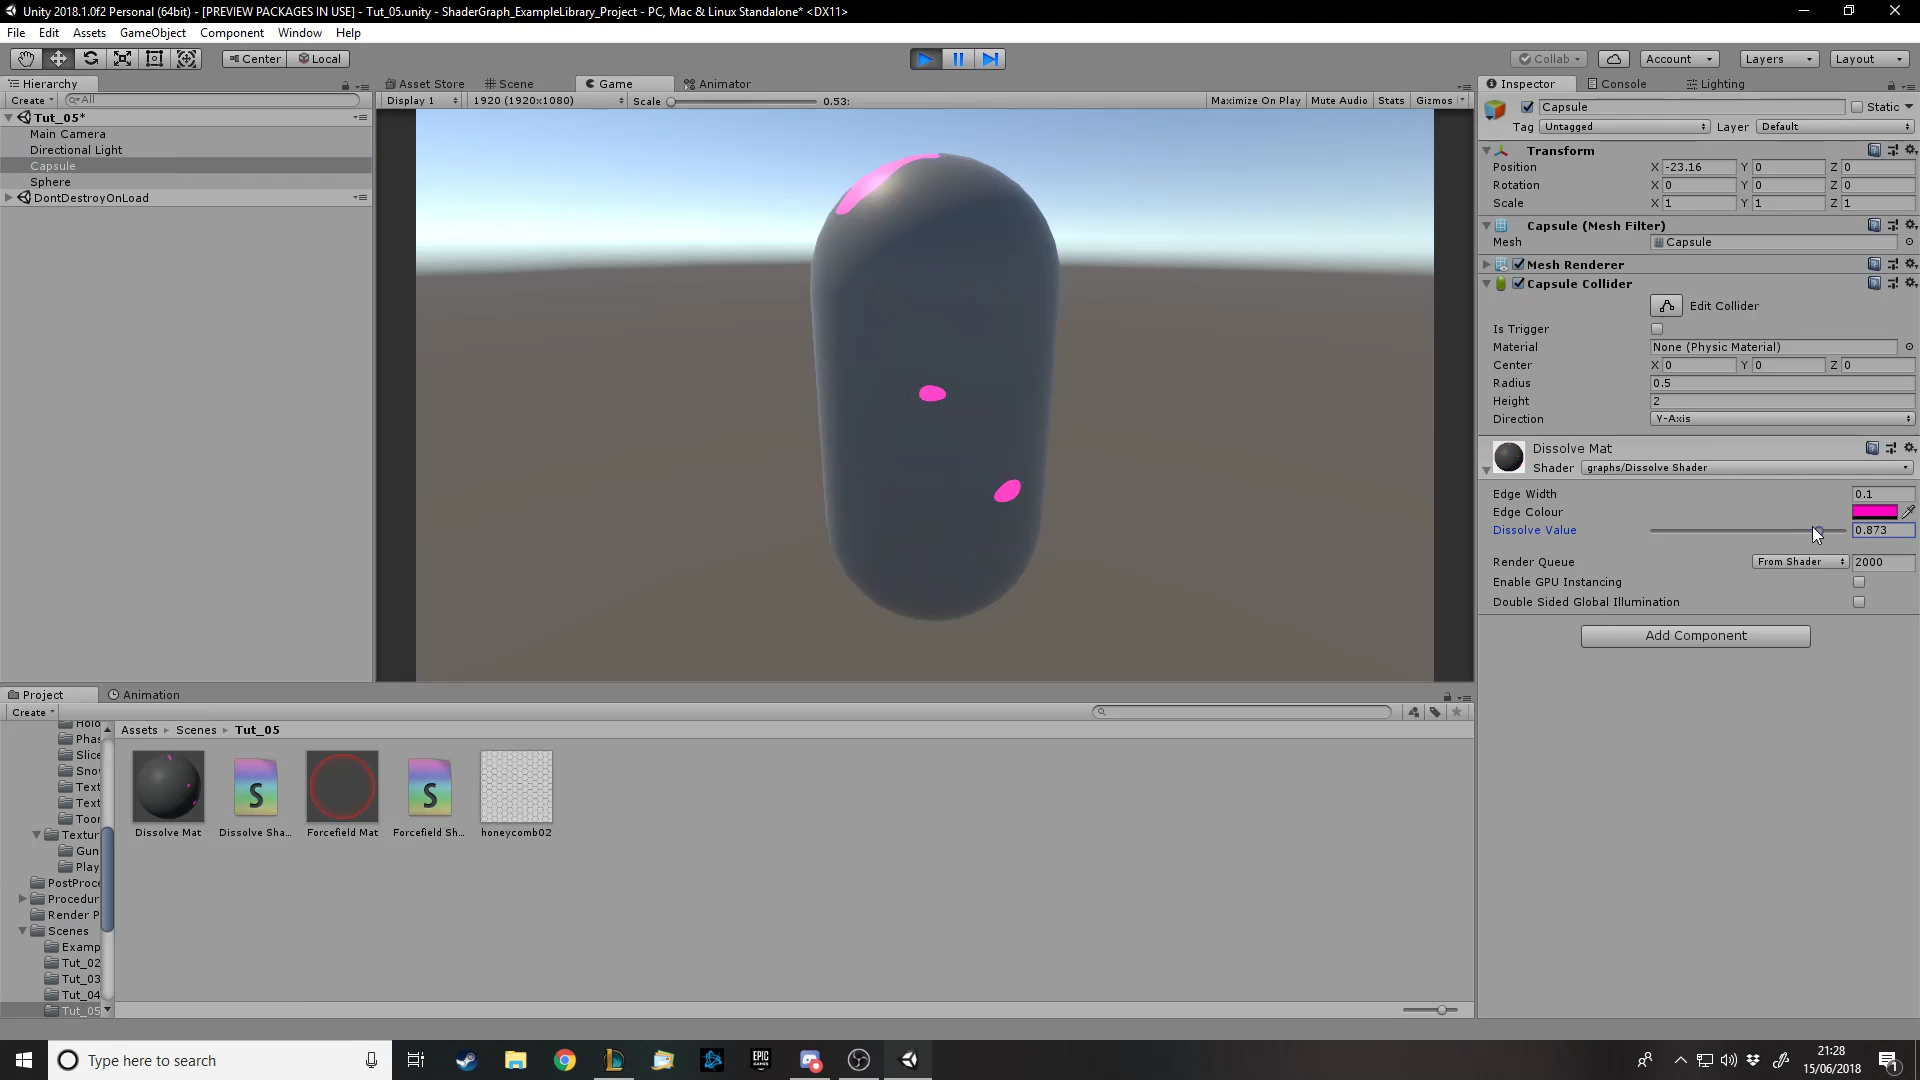 Unity 2018.1.0f2 Personal (64bit) - [PREVIEW PACKAGES IN USE] - Tut_05.unity - ShaderGraph_ExampleLibrary_Project - PC, Mac & Linux Standalone* <DX11>
File Edit Assets GameObject Component Window Help
Center Local Collab Account Layers Layout
Hierarchy Asset Store Scene Game Animator Inspector Console Lighting
Create All Display 1 1920 (1920x1080) Scale 0.53: Maximize On Play Mute Audio Stats Gizmos
Capsule Static
Tut_05*
Tag Untagged Layer Default
Main Camera
Directional Light
Capsule
Sphere
DontDestroyOnLoad
Transform
Position X -23.16 Y 0 Z 0
Rotation X 0 Y 0 Z 0
Scale X 1 Y 1 Z 1
Capsule (Mesh Filter)
Mesh Capsule
Mesh Renderer
Capsule Collider
Edit Collider
Is Trigger
Material None (Physic Material)
Center X 0 Y 0 Z 0
Radius 0.5
Height 2
Direction Y-Axis
Dissolve Mat
Shader graphs/Dissolve Shader
Edge Width 0.1
Edge Colour
Dissolve Value 0.873
Render Queue From Shader 2000
Enable GPU Instancing
Double Sided Global Illumination
Add Component
Project Animation
Create
Assets Scenes Tut_05
Holo
Phas
Slice
Snov
Text
Text
Toor
Textur
Gun
Play
PostProce
Procedur
Render P
Scenes
Examp
Tut_02
Tut_03
Tut_04
Tut_05
S S
Dissolve Mat Dissolve Sha... Forcefield Mat Forcefield Sh... honeycomb02
Type here to search
EPIC GAMES
21:28
15/06/2018
1